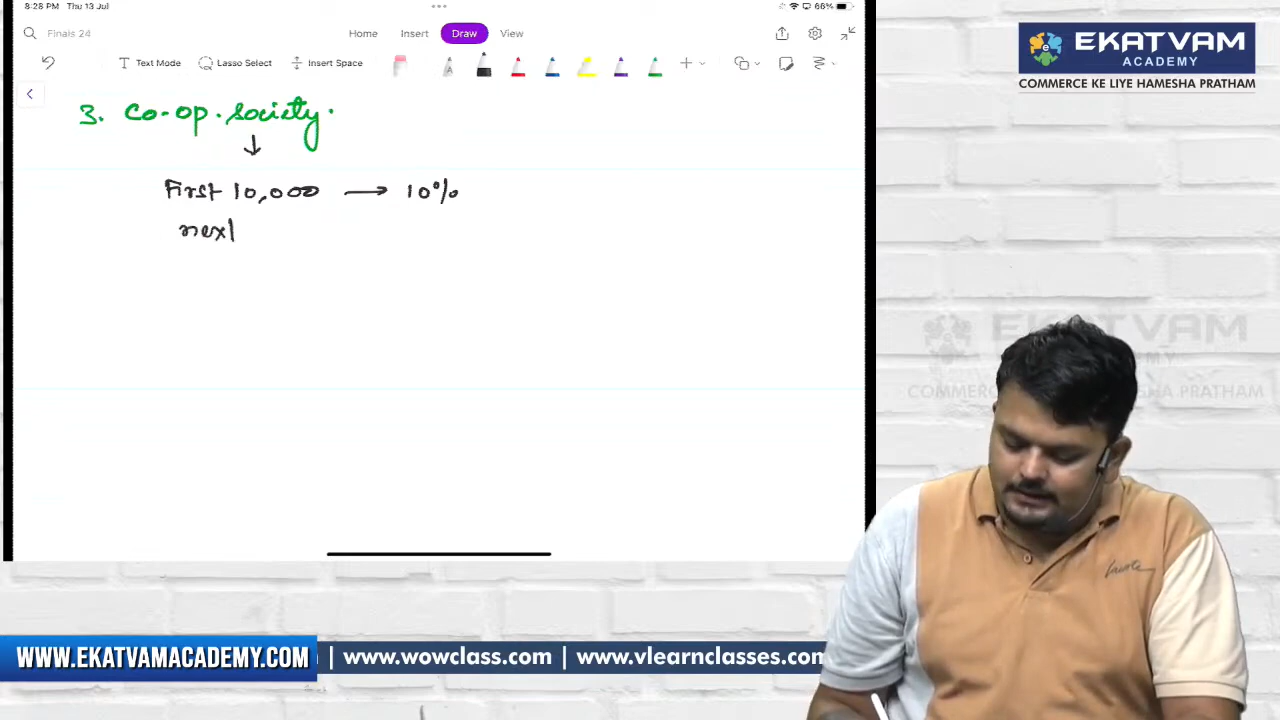 8:28 PM Thu 13 Jul
66%
Finals 24
Home Insert Draw View
Text Mode Lasso Select Insert Space
3. Co-op. society.
↓
First 10,000 → 10%
next
EKATVAM
ACADEMY
COMMERCE KE LIYE HAMESHA PRATHAM
WWW.EKATVAMACADEMY.COM | www.wowclass.com | www.vlearnclasses.com